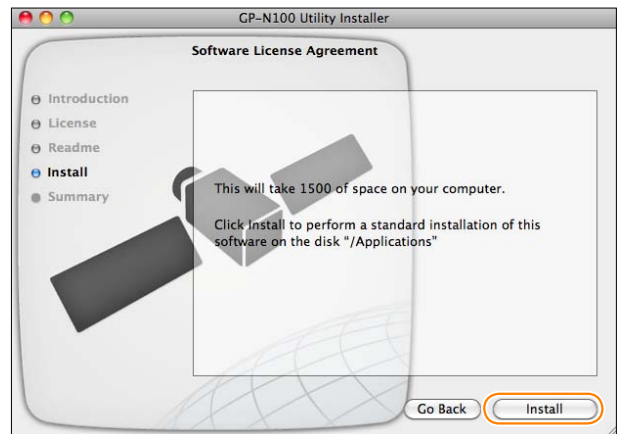 GP-N100 Utility Installer
Software License Agreement
Introduction
License
Readme
Install
Summary
This will take 1500 of space on your computer.
Click Install to perform a standard installation of this
software on the disk “/Applications”
Go Back
Install